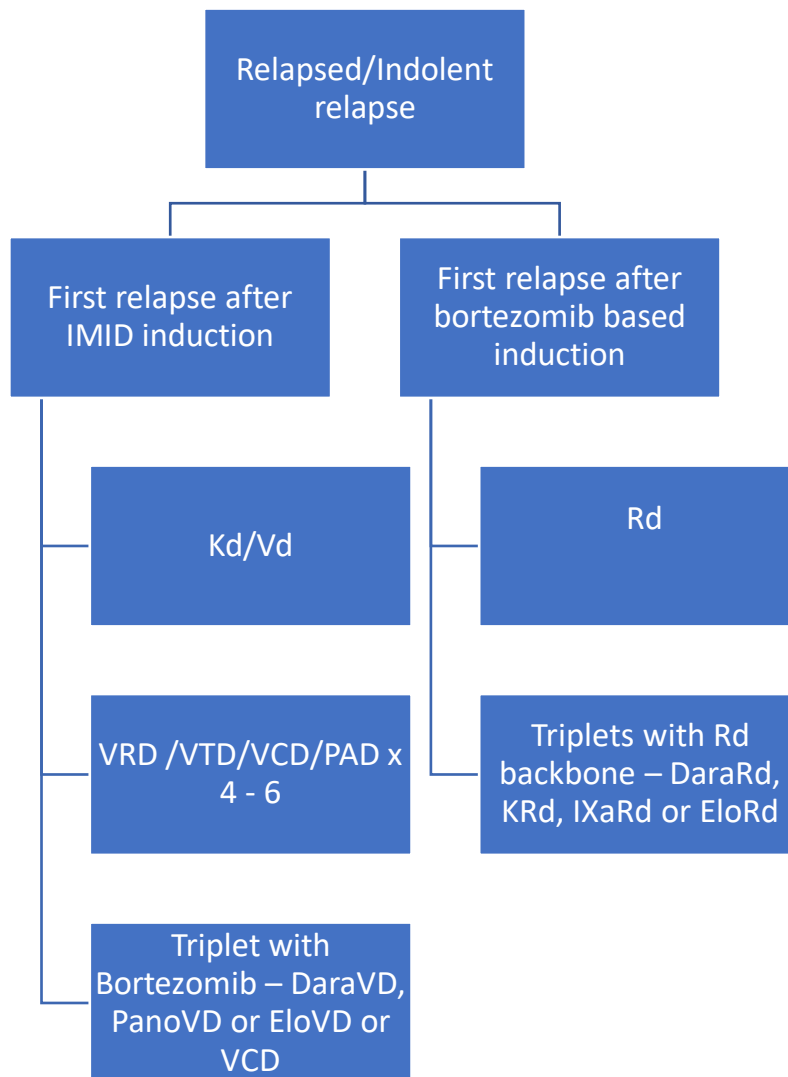 Relapsed/Indolent
relapse
First relapse after
IMID induction
Kd/Vd
VRD /VTD/VCD/PAD x
4 - 6
Triplet with
Bortezomib – DaraVD,
PanoVD or EloVD or
VCD
First relapse after
bortezomib based
induction
Rd
Triplets with Rd
backbone – DaraRd,
KRd, IXaRd or EloRd